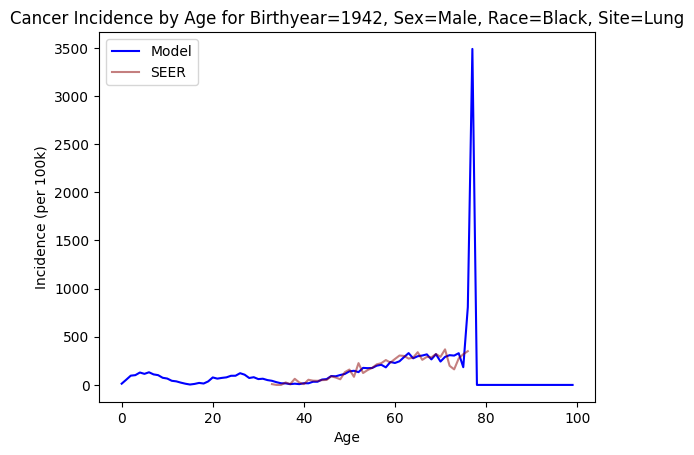 Cancer Incidence by Age for Birthyear=1942, Sex=Male, Race=Black, Site=Lung
Model
SEER
3500
3000
2500
2000
1500
1000
500
0
Incidence (per 100k)
0 20 40 60 80 100
Age